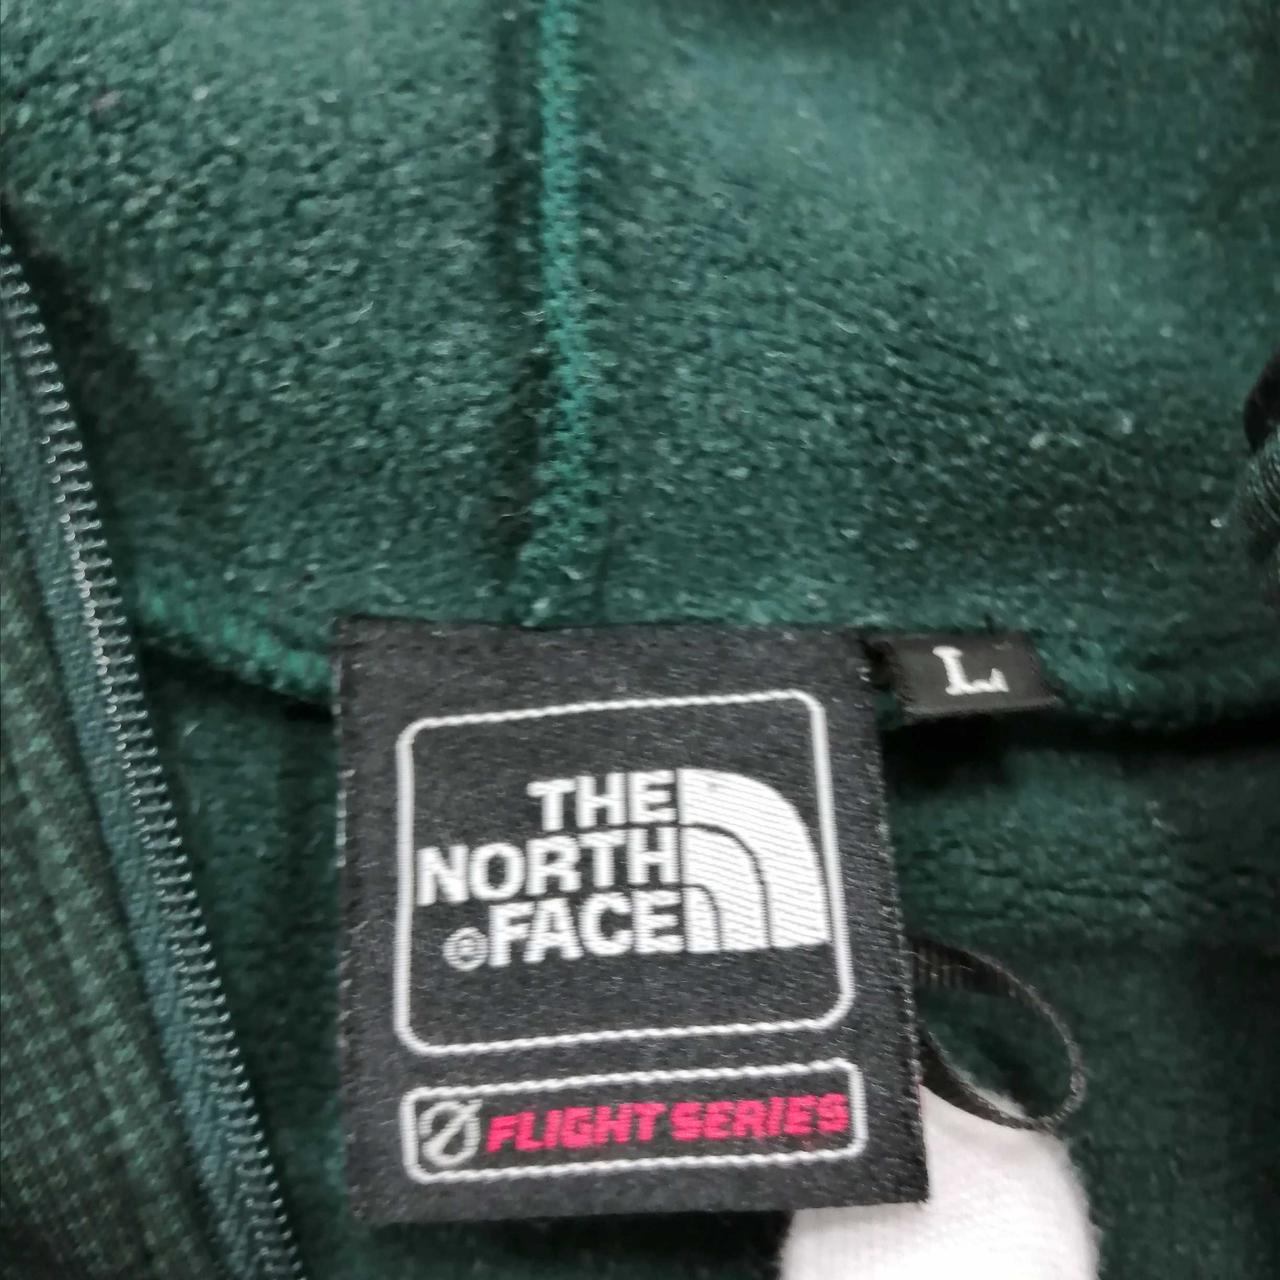 L
THE
NORTH
®FACE
FLIGHT SERIES